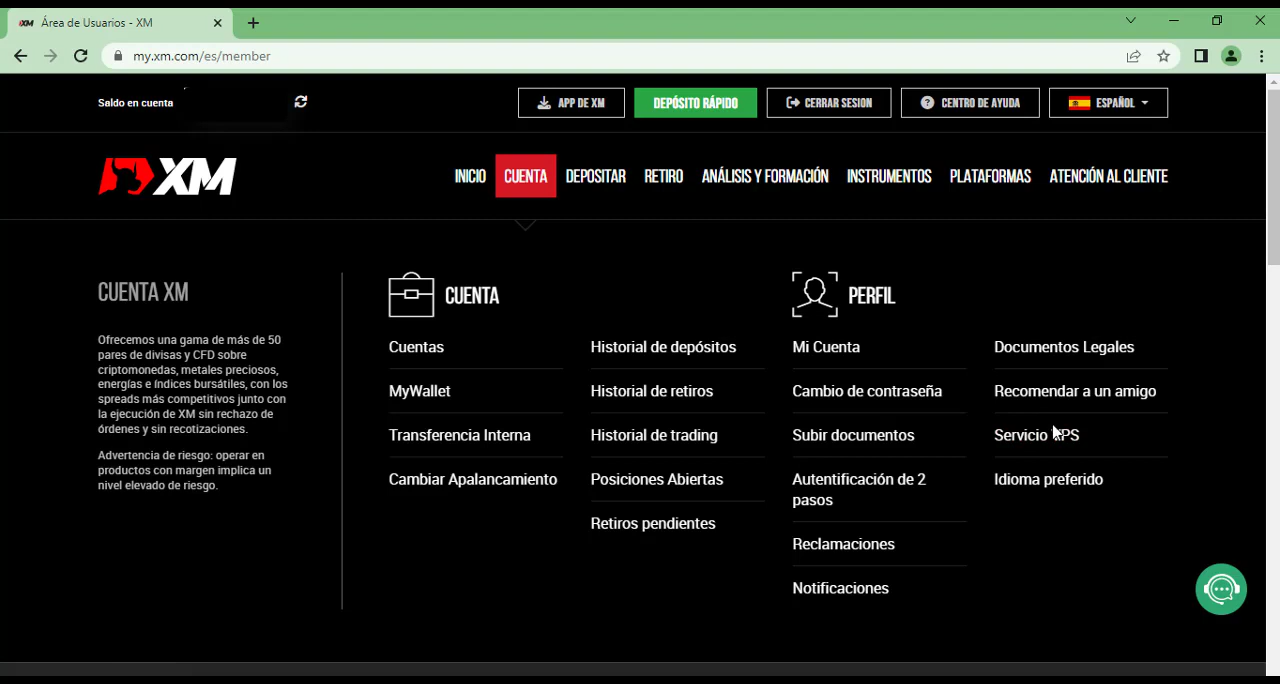 XM
Área de Usuarios - XM
my.xm.com/es/member
Saldo en cuenta
APP DE XM
DEPÓSITO RÁPIDO
CERRAR SESION
CENTRO DE AYUDA
ESPAÑOL
XM
INICIO
CUENTA
DEPOSITAR
RETIRO
ANÁLISIS Y FORMACIÓN
INSTRUMENTOS
PLATAFORMAS
ATENCIÓN AL CLIENTE
CUENTA XM
Ofrecemos una gama de más de 50
pares de divisas y CFD sobre
criptomonedas, metales preciosos,
energías e índices bursátiles, con los
spreads más competitivos junto con
la ejecución de XM sin rechazo de
órdenes y sin recotizaciones.
Advertencia de riesgo: operar en
productos con margen implica un
nivel elevado de riesgo.
CUENTA
Cuentas
MyWallet
Transferencia Interna
Cambiar Apalancamiento
Historial de depósitos
Historial de retiros
Historial de trading
Posiciones Abiertas
Retiros pendientes
PERFIL
Mi Cuenta
Cambio de contraseña
Subir documentos
Autentificación de 2
pasos
Reclamaciones
Notificaciones
Documentos Legales
Recomendar a un amigo
Servicio
Idioma preferido